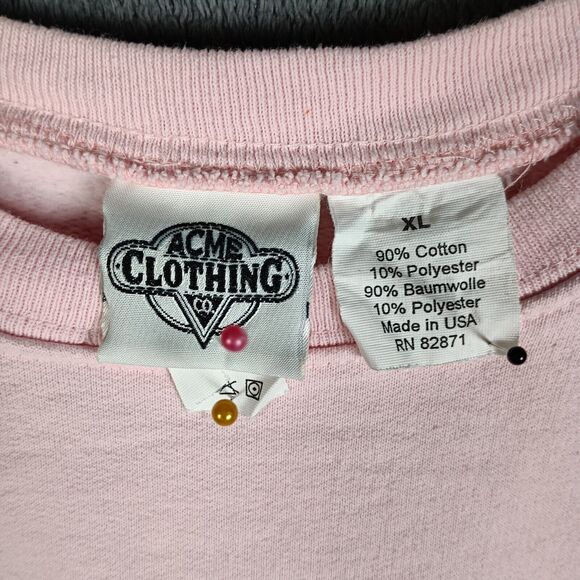 ACME
CLOTHING
XL
90% Cotton
10% Polyester
90% Baumwolle
10% Polyester
Made in USA
RN 82871